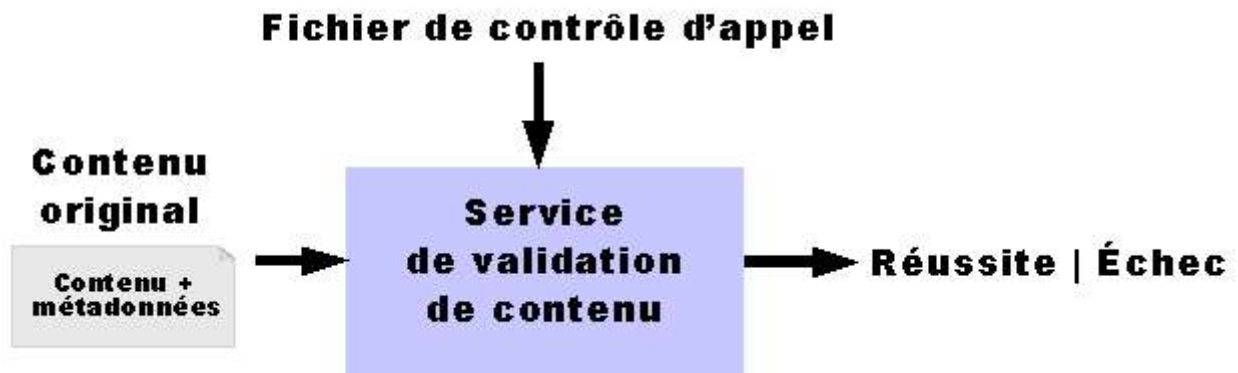 Fichier de contrôle d'appel
Contenu
original
Contenu +
métadonnées
Service
de validation
de contenu
Réussite | Échec